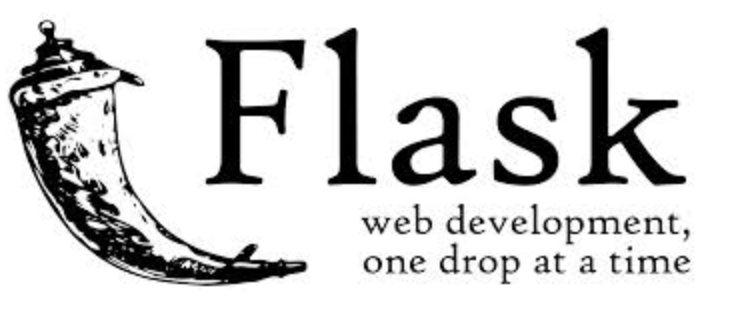 Flask
web development,
one drop at a time